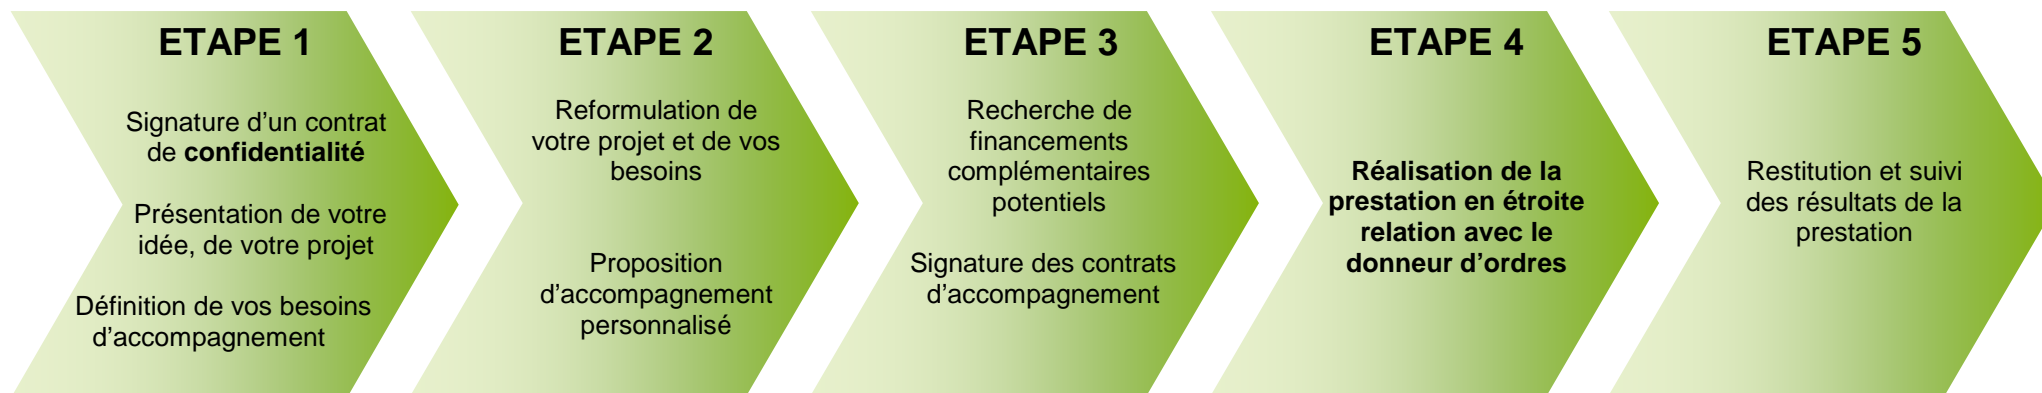 ETAPE 1
Signature d’un contrat
de confidentialité
Présentation de votre
idée, de votre projet
Définition de vos besoins
d’accompagnement
ETAPE 2
Reformulation de
votre projet et de vos
besoins
Proposition
d’accompagnement
personnalisé
ETAPE 3
Recherche de
financements
complémentaires
potentiels
Signature des contrats
d’accompagnement
ETAPE 4
Réalisation de la
prestation en étroite
relation avec le
donneur d’ordres
ETAPE 5
Restitution et suivi
des résultats de la
prestation